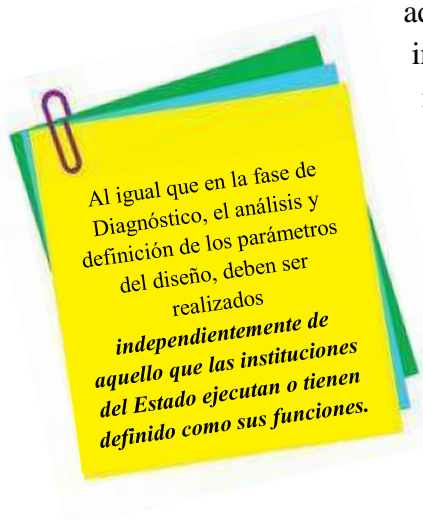 Al igual que en la fase de
Diagnóstico, el análisis y
definición de los parámetros
del diseño, deben ser
realizados
independientemente de
aquello que las instituciones
del Estado ejecutan o tienen
definido como sus funciones.